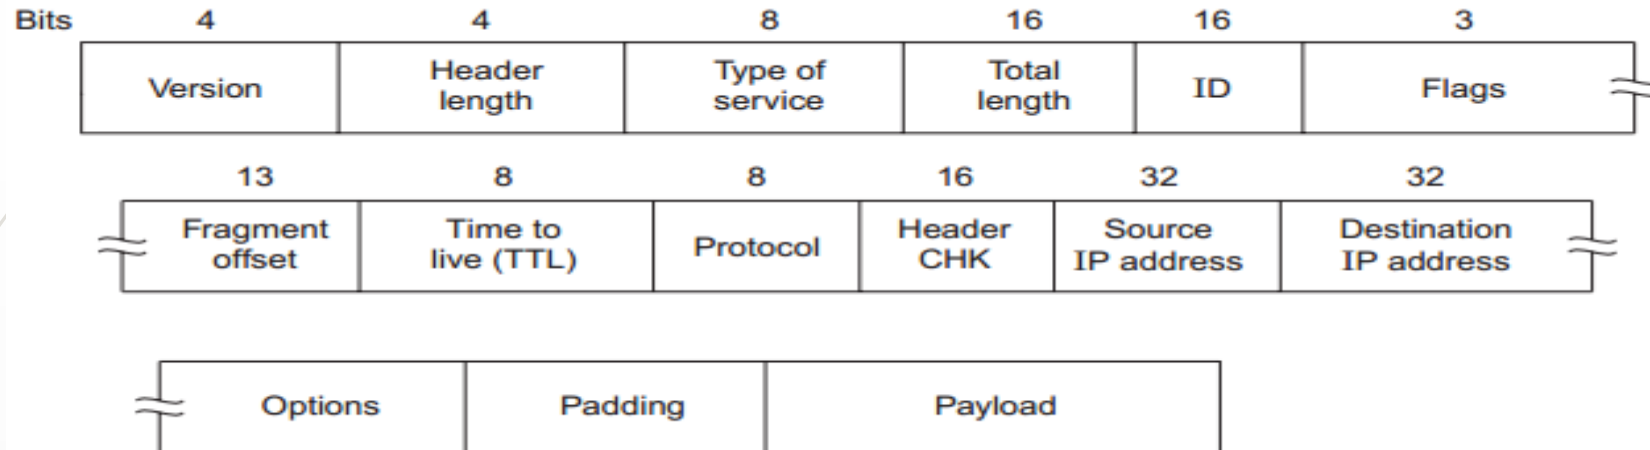 Bits 4 4 8 16 16 3
Version Header length Type of service Total length ID Flags
13 8 8 16 32 32
Fragment offset Time to live (TTL) Protocol Header CHK Source IP address Destination IP address
Options Padding Payload